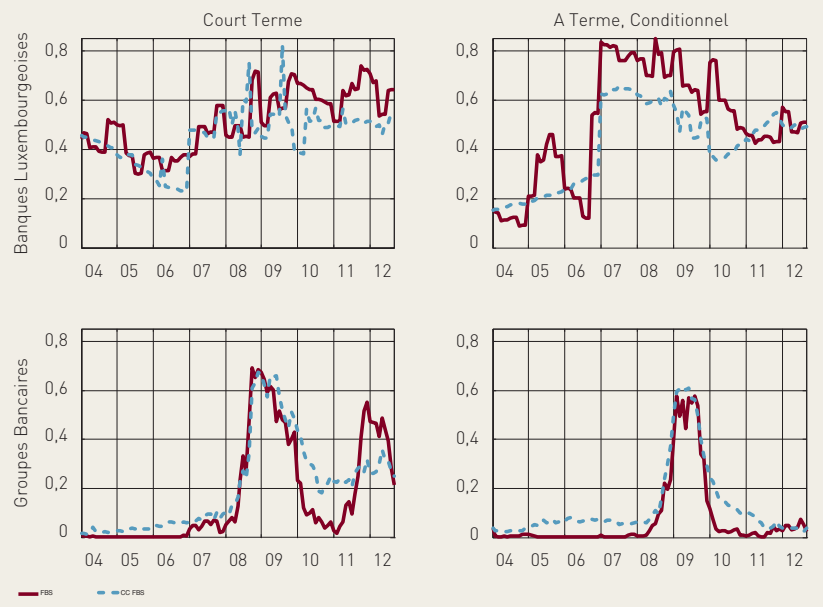 Court Terme
A Terme, Conditionnel
Banques Luxembourgeoises
0,8
0,6
0,4
0,2
0
04 05 06 07 08 09 10 11 12
0,8
0,6
0,4
0,2
0
04 05 06 07 08 09 10 11 12
Groupes Bancaires
0,8
0,6
0,4
0,2
0
04 05 06 07 08 09 10 11 12
0,8
0,6
0,4
0,2
0
04 05 06 07 08 09 10 11 12
FBS
CC FBS